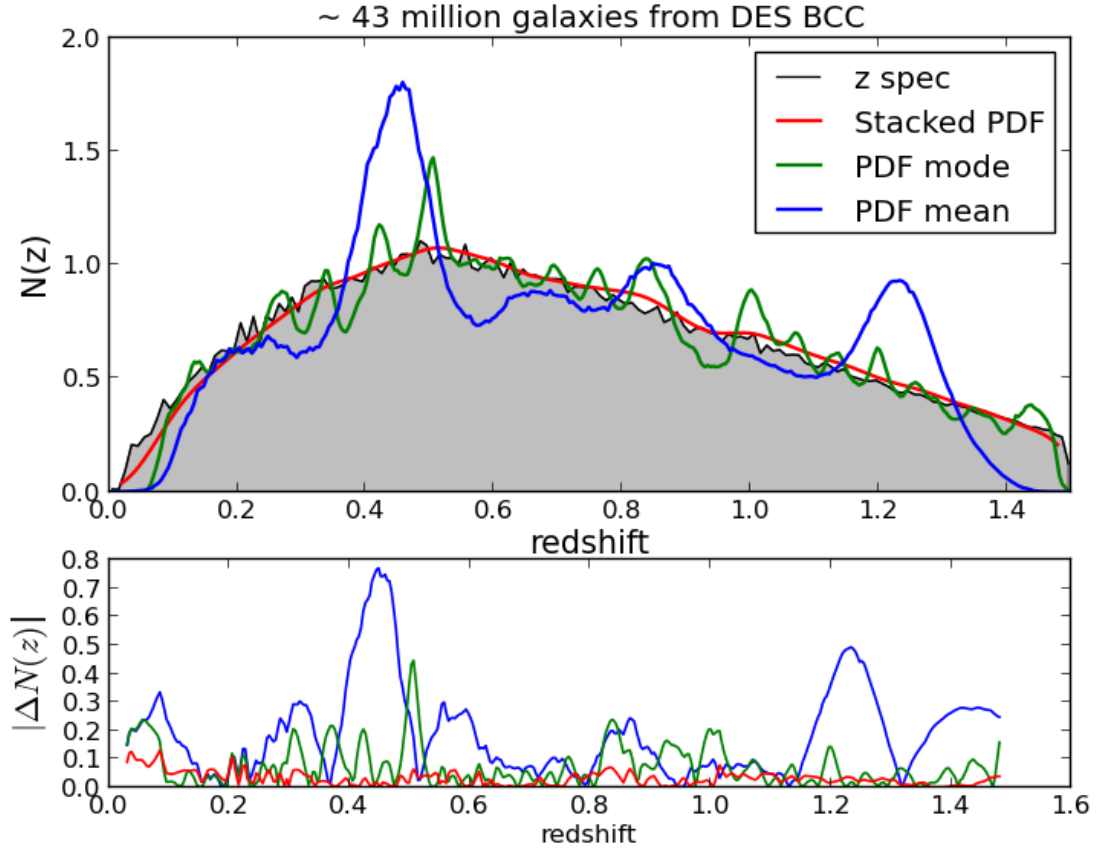 ~ 43 million galaxies from DES BCC
2.0
1.5
1.0
0.5
0.0
N(z)
z spec
Stacked PDF
PDF mode
PDF mean
0.0 0.2 0.4 0.6 0.8 1.0 1.2 1.4
redshift
0.8
0.7
0.6
0.5
0.4
0.3
0.2
0.1
0.0
|ΔN(z)|
0.0 0.2 0.4 0.6 0.8 1.0 1.2 1.4 1.6
redshift